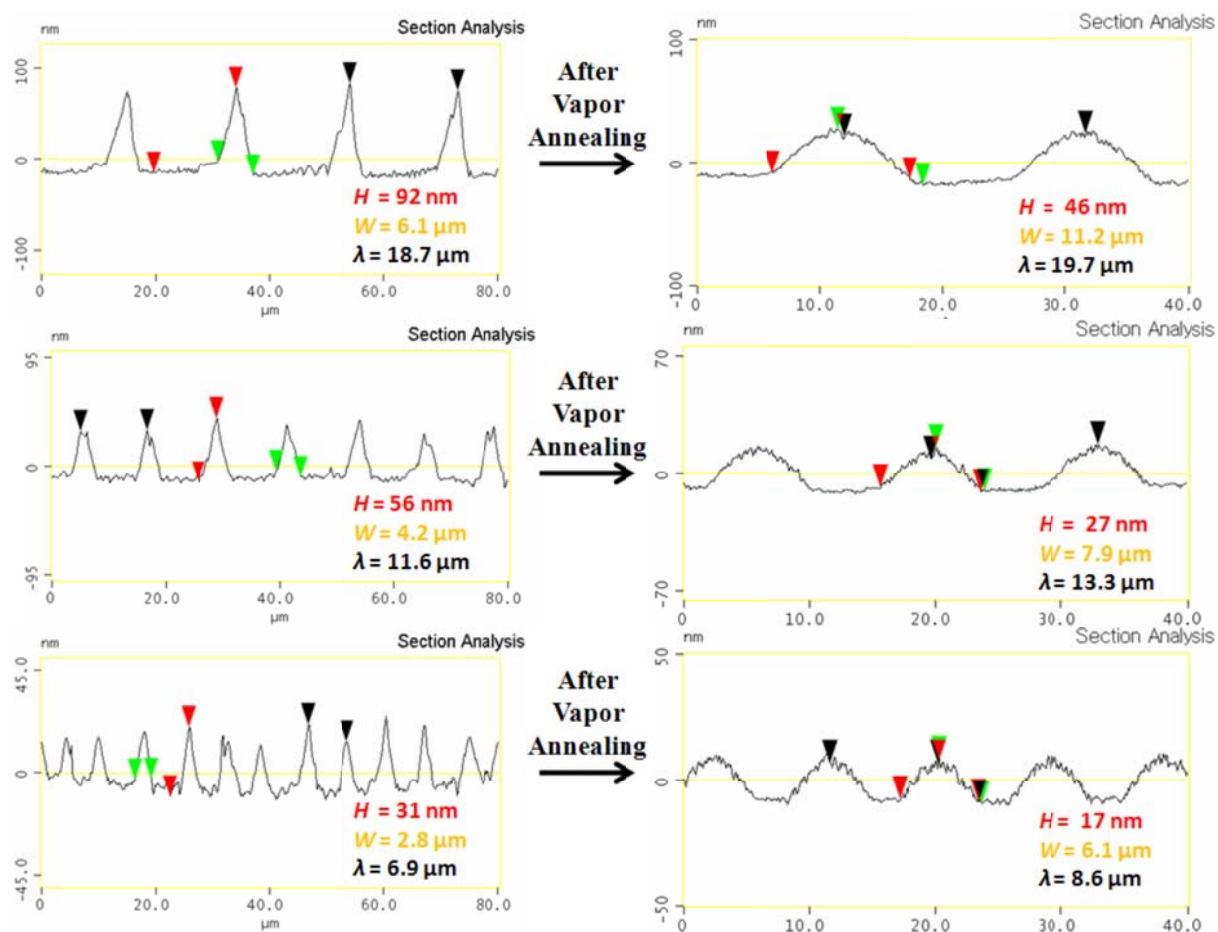 nm
Section Analysis
100
0
-100
0
20.0
40.0
60.0
80.0
µm
H = 92 nm
W = 6.1 µm
λ = 18.7 µm
After
Vapor
Annealing
nm
Section Analysis
100
0
-100
0
10.0
20.0
30.0
40.0
H = 46 nm
W = 11.2 µm
λ = 19.7 µm
nm
Section Analysis
95
0
-95
0
20.0
40.0
60.0
80.0
µm
H = 56 nm
W = 4.2 µm
λ = 11.6 µm
After
Vapor
Annealing
nm
Section Analysis
70
0
-70
0
10.0
20.0
30.0
40.0
H = 27 nm
W = 7.9 µm
λ = 13.3 µm
nm
Section Analysis
45.0
0
-45.0
0
20.0
40.0
60.0
80.0
H = 31 nm
W = 2.8 µm
λ = 6.9 µm
After
Vapor
Annealing
nm
Section Analysis
50
0
-50
0
10.0
20.0
30.0
40.0
H = 17 nm
W = 6.1 µm
λ = 8.6 µm